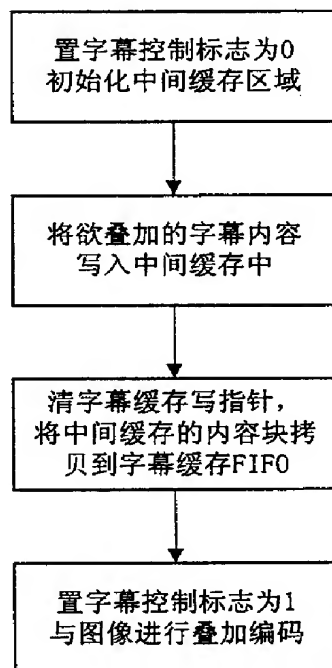 置字幕控制标志为0
初始化中间缓存区域
将欲叠加的字幕内容
写入中间缓存中
清字幕缓存写指针，
将中间缓存的内容块拷
贝到字幕缓存FIFO
置字幕控制标志为1
与图像进行叠加编码